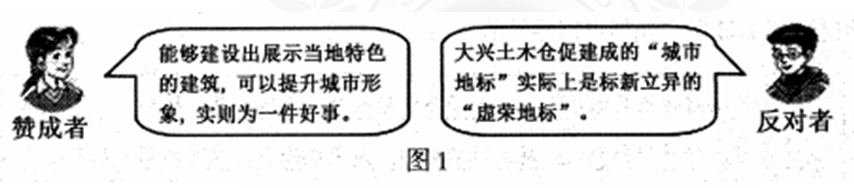 能够建设出展示当地特色
的建筑，可以提升城市形
象，实则为一件好事。
赞成者
大兴土木仓促建成的“城市
地标”实际上是标新立异的
“虚荣地标”。
反对者
图1